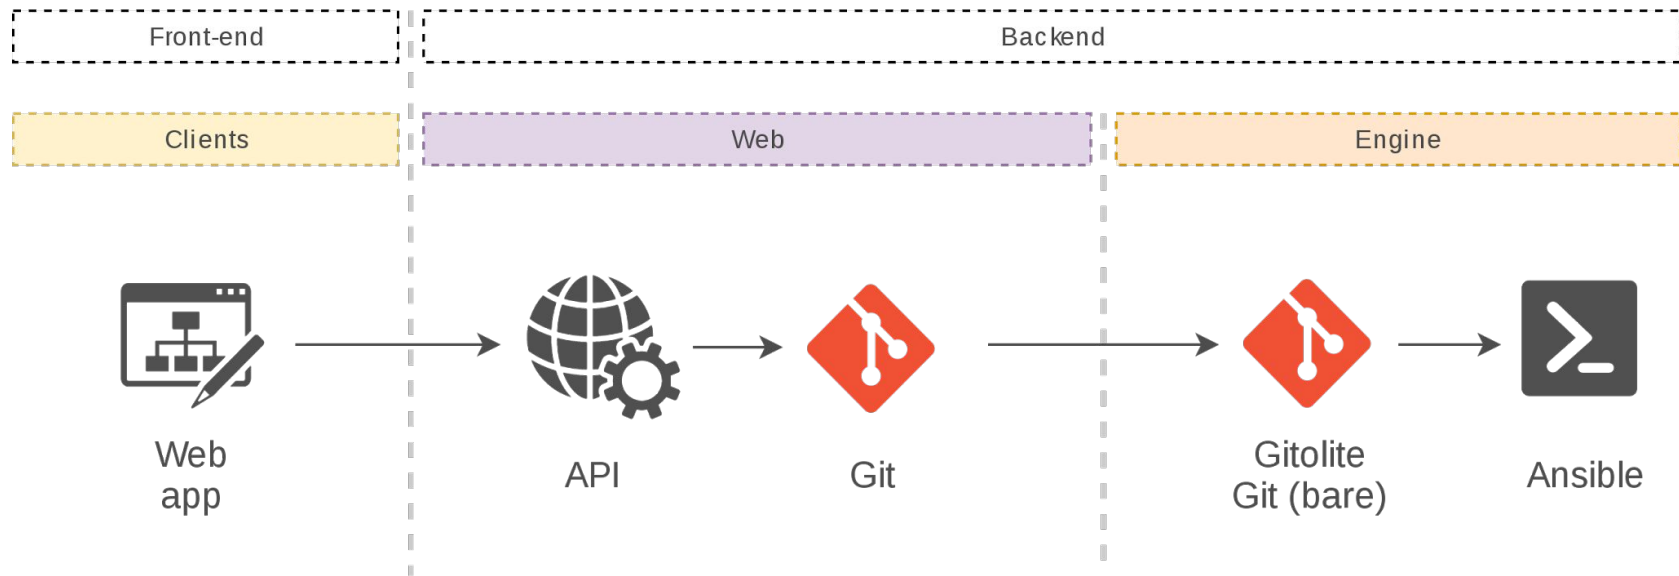 Front-end
Backend
Clients
Web
Engine
Web
app
API
Git
Gitolite
Git (bare)
Ansible